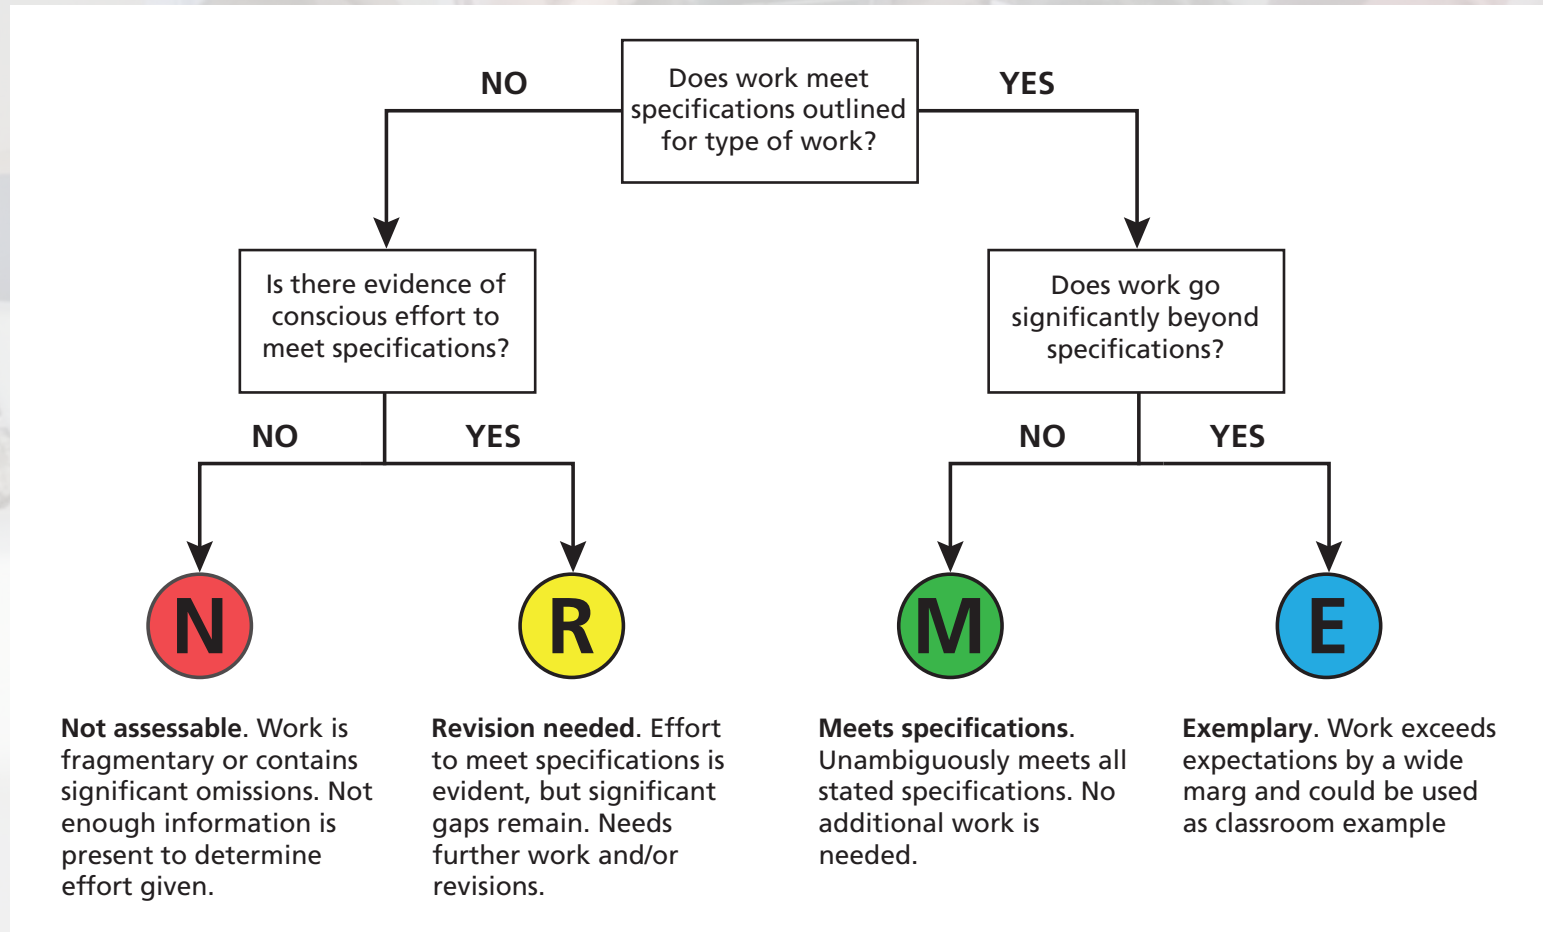 Does work meet
specifications outlined
for type of work?
NO
YES
Is there evidence of
conscious effort to
meet specifications?
Does work go
significantly beyond
specifications?
NO
YES
NO
YES
N
R
M
E
Not assessable. Work is
fragmentary or contains
significant omissions. Not
enough information is
present to determine
effort given.
Revision needed. Effort
to meet specifications is
evident, but significant
gaps remain. Needs
further work and/or
revisions.
Meets specifications.
Unambiguously meets all
stated specifications. No
additional work is
needed.
Exemplary. Work exceeds
expectations by a wide
marg and could be used
as classroom example